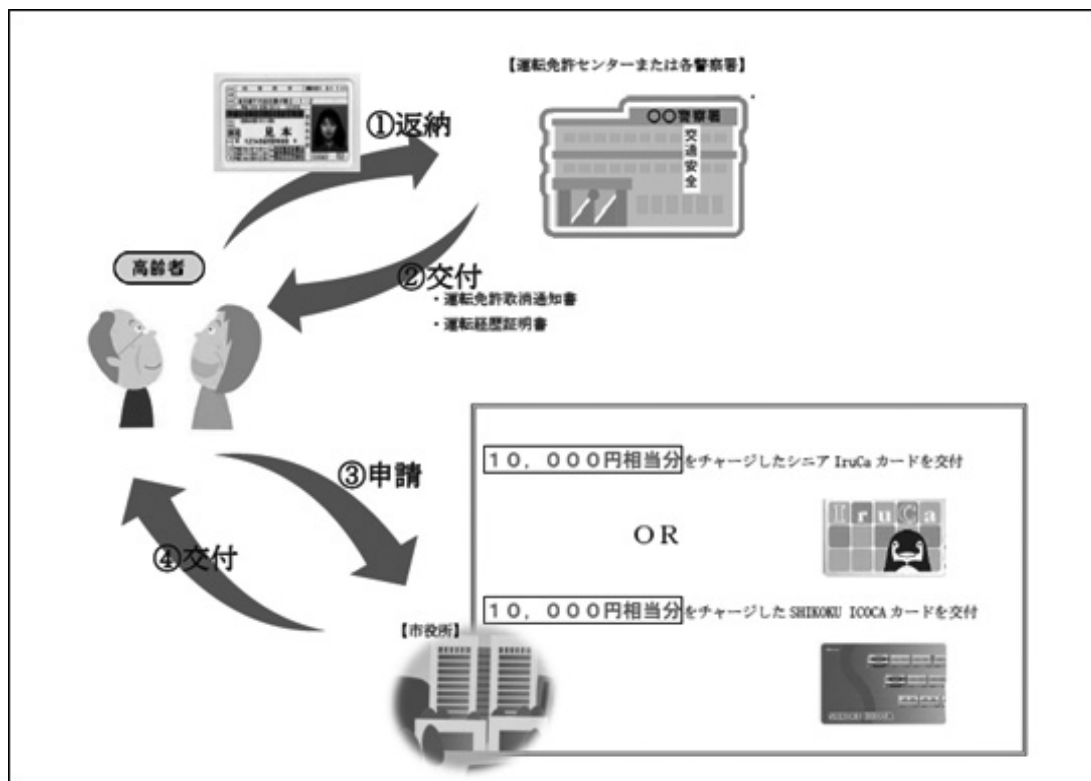 【運転免許センターまたは各警察署】
見本
①返納
〇〇警察署
交通安全
高齢者
②交付
・運転免許取消通知書
・運転経歴証明書
③申請
④交付
【市役所】
10,000円相当分をチャージしたシニア IruCa カードを交付
IruCa
OR
10,000円相当分をチャージした SHIKOKU ICOCA カードを交付